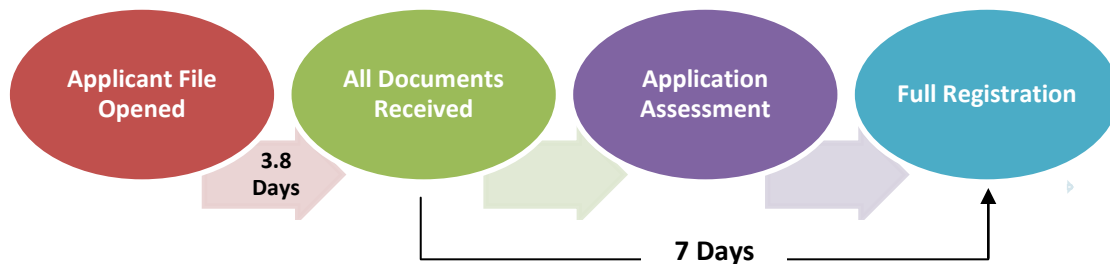 Applicant File
Opened
All Documents
Received
Application
Assessment
Full Registration
3.8
Days
7 Days